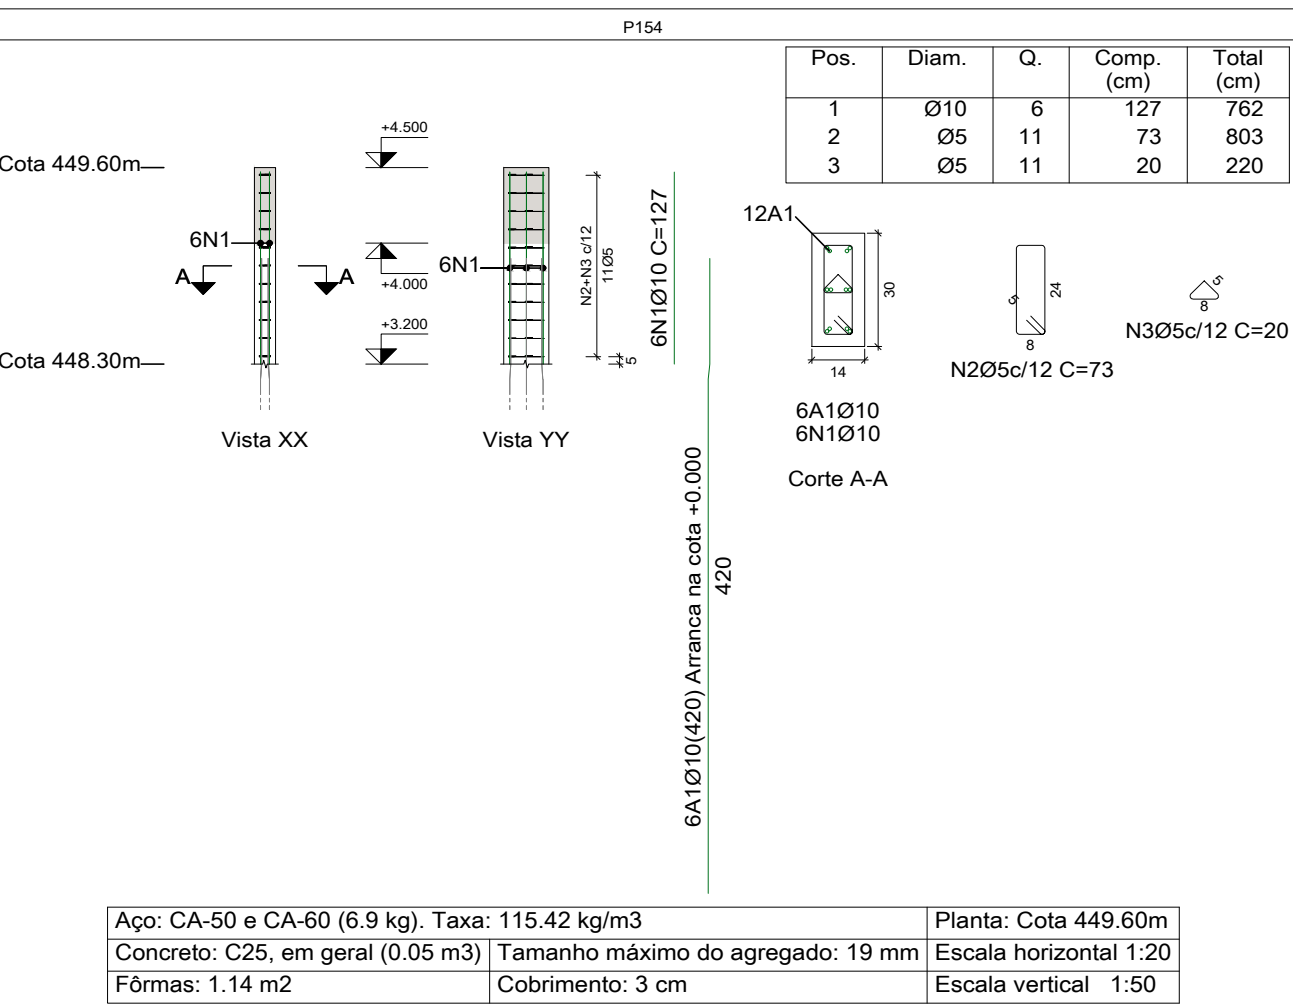 P154
Pos. Diam. Q. Comp. (cm) Total (cm)
1 Ø10 6 127 762
2 Ø5 11 73 803
3 Ø5 11 20 220
Cota 449.60m
+4.500
6N1
A A
+4.000
+3.200
Cota 448.30m
Vista XX
6N1
N2+N3 c/12
11Ø5
5
Vista YY
6N1Ø10 C=127
6A1Ø10(420) Arranca na cota +0.000
420
12A1
30
14
6A1Ø10
6N1Ø10
Corte A-A
5
24
8
N2Ø5c/12 C=73
5
8
N3Ø5c/12 C=20
Aço: CA-50 e CA-60 (6.9 kg). Taxa: 115.42 kg/m3
Planta: Cota 449.60m
Concreto: C25, em geral (0.05 m3)
Tamanho máximo do agregado: 19 mm
Escala horizontal 1:20
Fôrmas: 1.14 m2
Cobrimento: 3 cm
Escala vertical 1:50